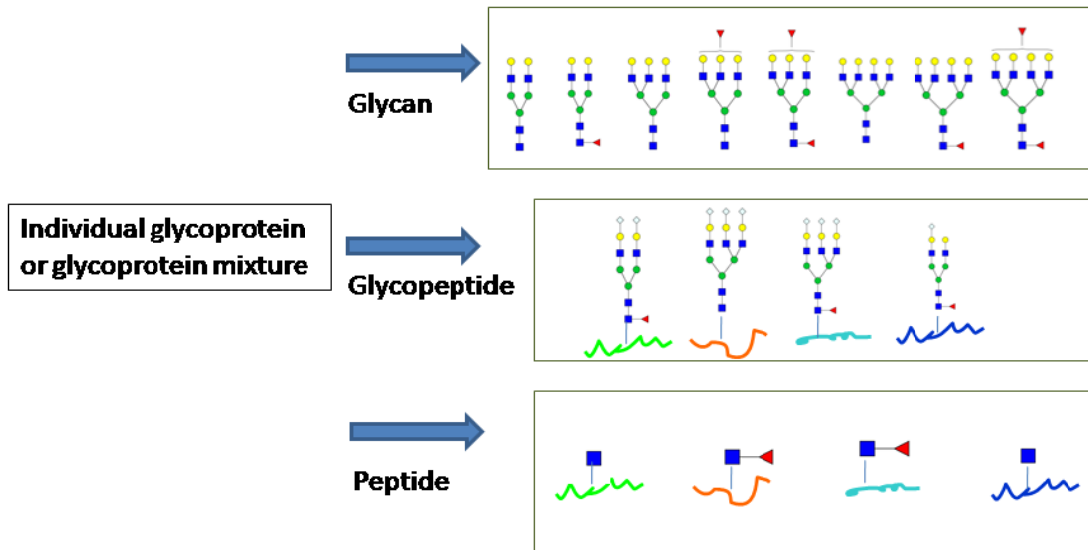 Glycan
Individual glycoprotein
or glycoprotein mixture
Glycopeptide
Peptide